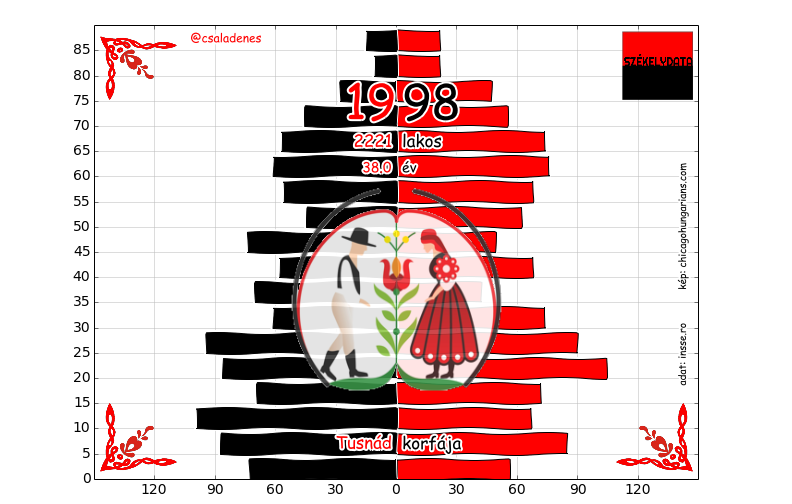 @csaladenes
SZÉKELYDATA
1998
2221 lakos
38.0 év
kép: chicagohungarians.com
adat: insse.ro
Tusnád korfája
85
80
75
70
65
60
55
50
45
40
35
30
25
20
15
10
5
0
120 90 60 30 0 30 60 90 120